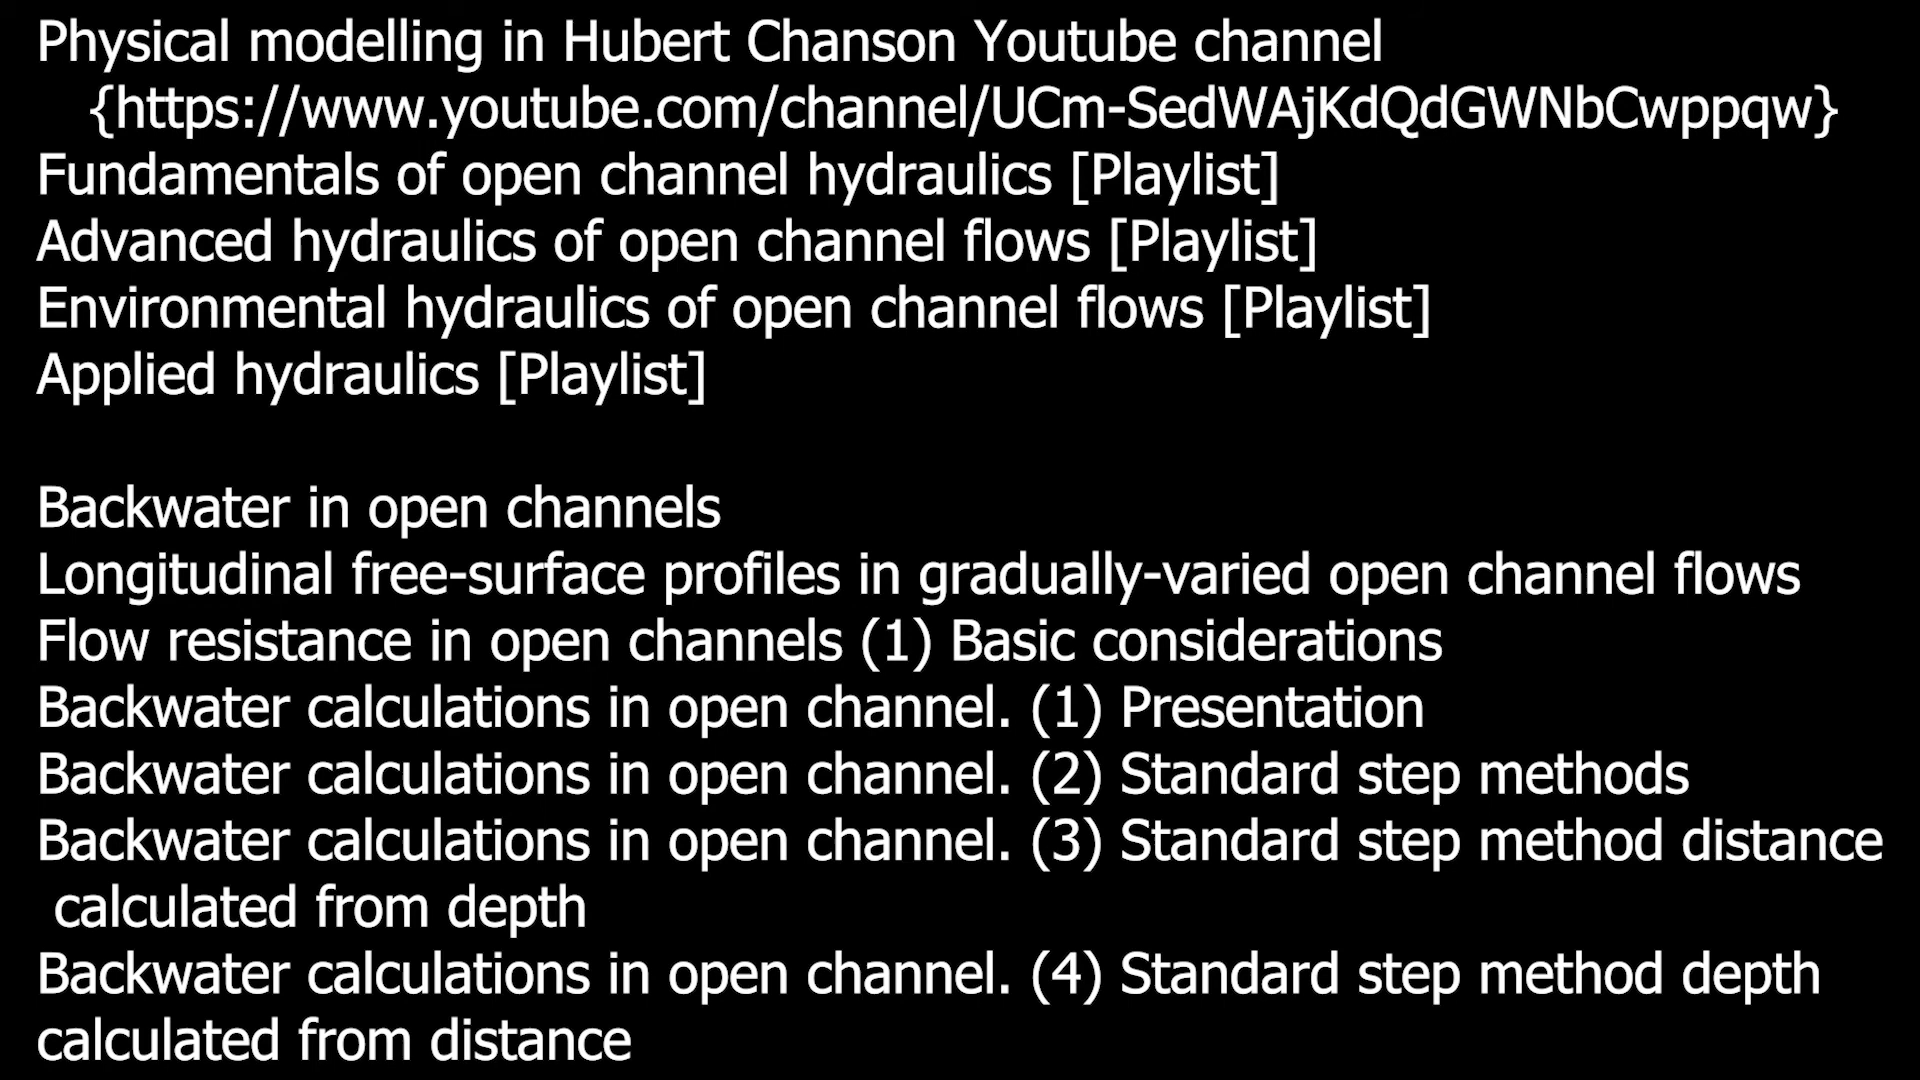 Physical modelling in Hubert Chanson Youtube channel
{https://www.youtube.com/channel/UCm-SedWAjKdQdGWNbCwppqw}
Fundamentals of open channel hydraulics [Playlist]
Advanced hydraulics of open channel flows [Playlist]
Environmental hydraulics of open channel flows [Playlist]
Applied hydraulics [Playlist]
Backwater in open channels
Longitudinal free-surface profiles in gradually-varied open channel flows
Flow resistance in open channels (1) Basic considerations
Backwater calculations in open channel. (1) Presentation
Backwater calculations in open channel. (2) Standard step methods
Backwater calculations in open channel. (3) Standard step method distance
calculated from depth
Backwater calculations in open channel. (4) Standard step method depth
calculated from distance